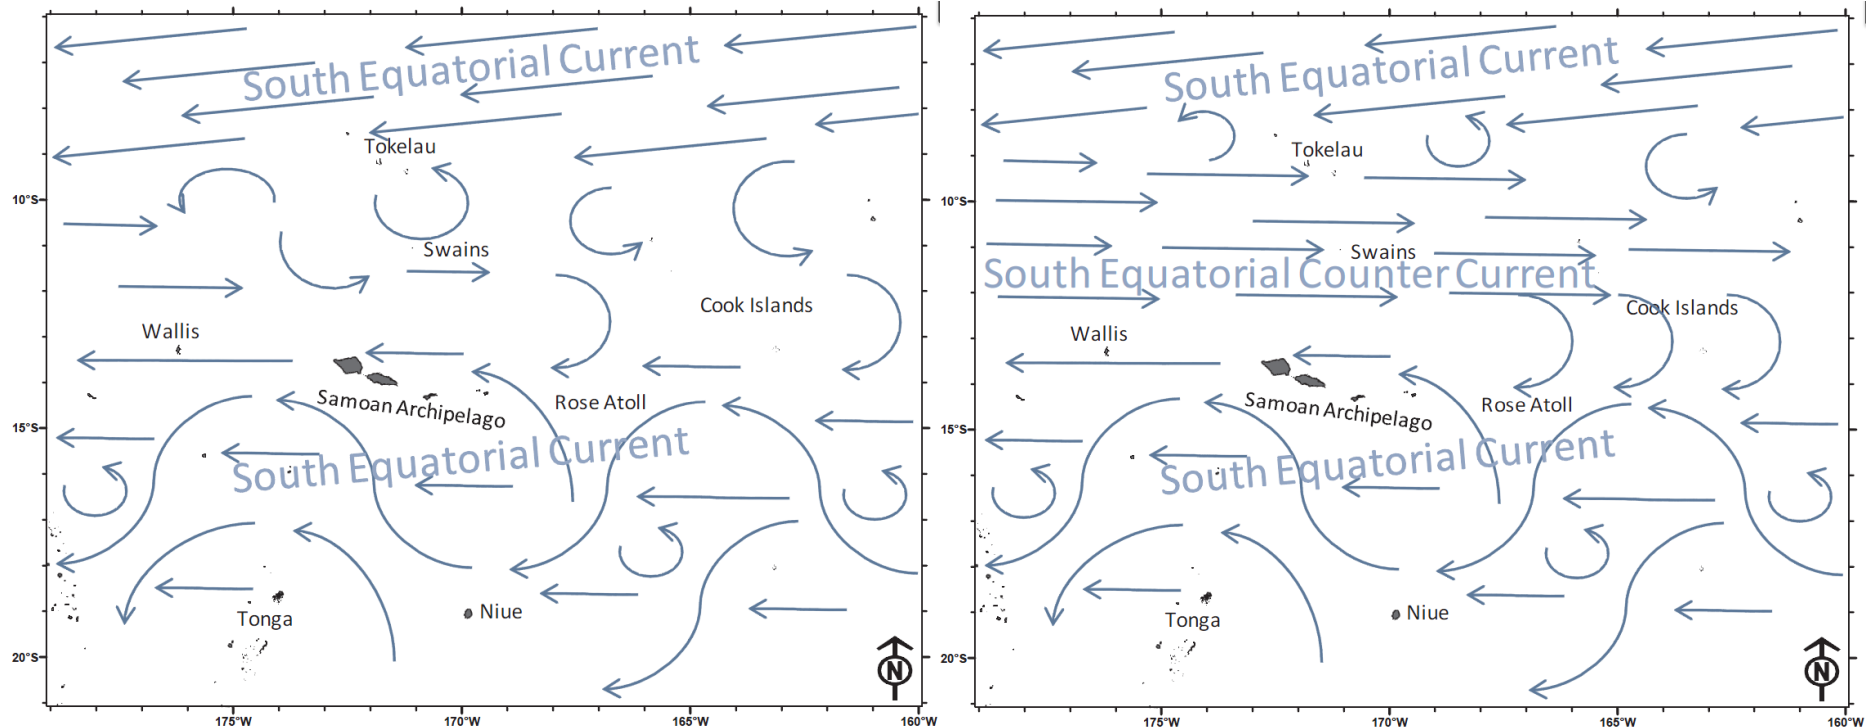 South Equatorial Current
Tokelau
10°S
Swains
Cook Islands
Wallis
Samoan Archipelago
Rose Atoll
15°S
South Equatorial Current
Tonga
Niue
N
20°S
175°W
170°W
165°W
160°W
South Equatorial Current
Tokelau
10°S
Swains
South Equatorial Counter Current
Cook Islands
Wallis
Samoan Archipelago
Rose Atoll
15°S
South Equatorial Current
Tonga
Niue
N
20°S
175°W
170°W
165°W
160°W